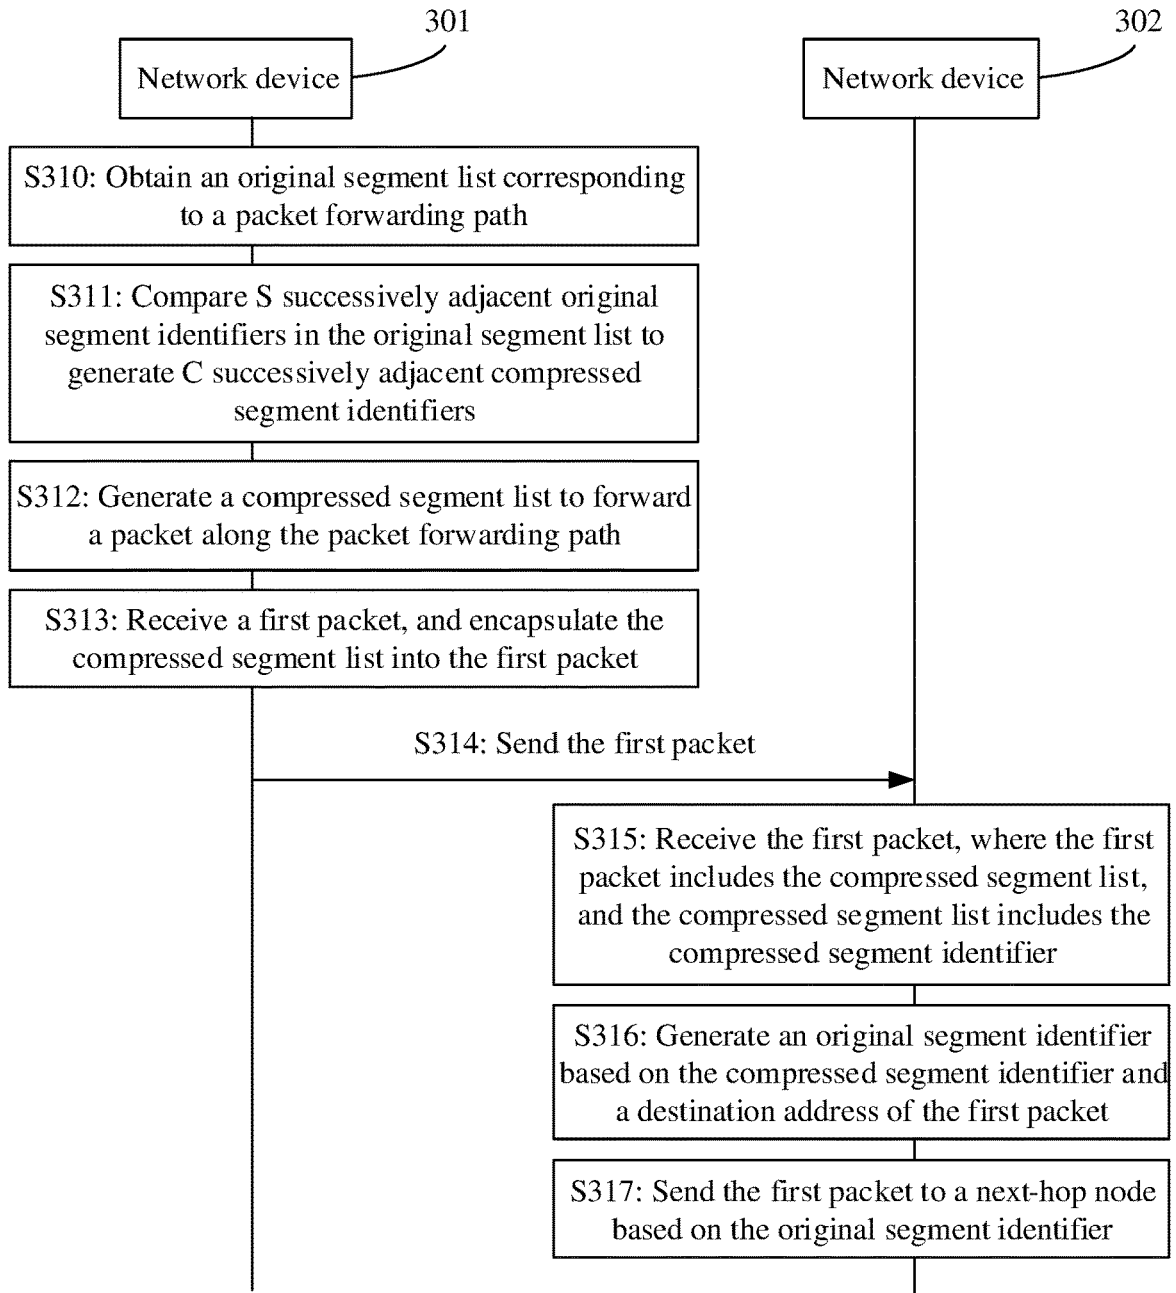 301
302
Network device
Network device
S310: Obtain an original segment list corresponding
to a packet forwarding path
S311: Compare S successively adjacent original
segment identifiers in the original segment list to
generate C successively adjacent compressed
segment identifiers
S312: Generate a compressed segment list to forward
a packet along the packet forwarding path
S313: Receive a first packet, and encapsulate the
compressed segment list into the first packet
S314: Send the first packet
S315: Receive the first packet, where the first
packet includes the compressed segment list,
and the compressed segment list includes the
compressed segment identifier
S316: Generate an original segment identifier
based on the compressed segment identifier and
a destination address of the first packet
S317: Send the first packet to a next-hop node
based on the original segment identifier